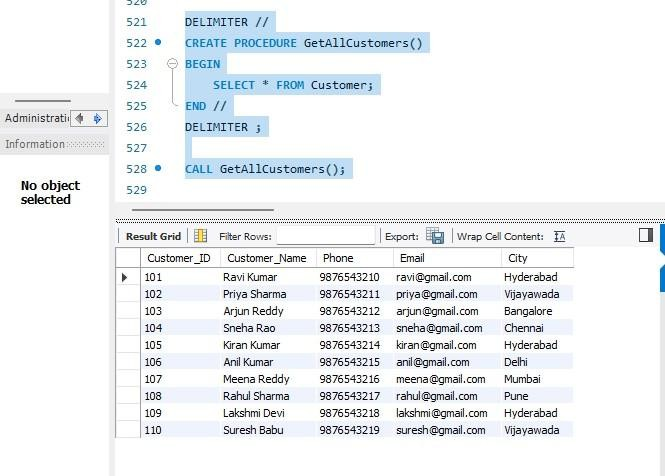 520
521 DELIMITER //
522 CREATE PROCEDURE GetAllCustomers()
523 BEGIN
524 SELECT * FROM Customer;
525 END //
526 DELIMITER ;
527
528 CALL GetAllCustomers();
529
Administrati
Information
No object
selected
Result Grid Filter Rows: Export: Wrap Cell Content:
Customer_ID Customer_Name Phone Email City
101 Ravi Kumar 9876543210 ravi@gmail.com Hyderabad
102 Priya Sharma 9876543211 priya@gmail.com Vijayawada
103 Arjun Reddy 9876543212 arjun@gmail.com Bangalore
104 Sneha Rao 9876543213 sneha@gmail.com Chennai
105 Kiran Kumar 9876543214 kiran@gmail.com Hyderabad
106 Anil Kumar 9876543215 anil@gmail.com Delhi
107 Meena Reddy 9876543216 meena@gmail.com Mumbai
108 Rahul Sharma 9876543217 rahul@gmail.com Pune
109 Lakshmi Devi 9876543218 lakshmi@gmail.com Hyderabad
110 Suresh Babu 9876543219 suresh@gmail.com Vijayawada